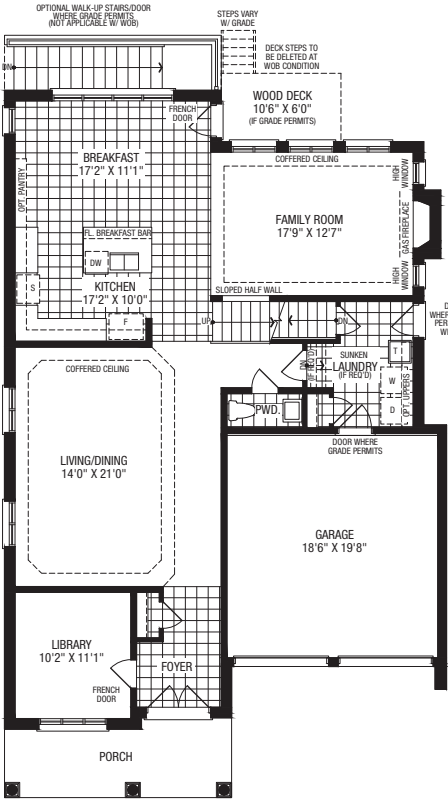 OPTIONAL WALK-UP STAIRS/DOOR
WHERE GRADE PERMITS
(NOT APPLICABLE W/ WOB)
STEPS VARY
W/ GRADE
DN
DECK STEPS TO
BE DELETED AT
WOB CONDITION
WOOD DECK
10'6" X 6'0"
(IF GRADE PERMITS)
FRENCH
DOOR
BREAKFAST
17'2" X 11'1"
COFFERED CEILING
HIGH
WINDOW
OPT. PANTRY
FAMILY ROOM
17'9" X 12'7"
GAS FIREPLACE
FL. BREAKFAST BAR
DW
HIGH
WINDOW
S
KITCHEN
17'2" X 10'0"
SLOPED HALF WALL
F
UP
DN
SUNKEN
LAUNDRY
(IF REQ'D)
DN
(IF REQ'D)
T
W
D
OPT. UPPERS
COFFERED CEILING
PWD.
DOOR WHERE
GRADE PERMITS
LIVING/DINING
14'0" X 21'0"
GARAGE
18'6" X 19'8"
LIBRARY
10'2" X 11'1"
FOYER
FRENCH
DOOR
PORCH